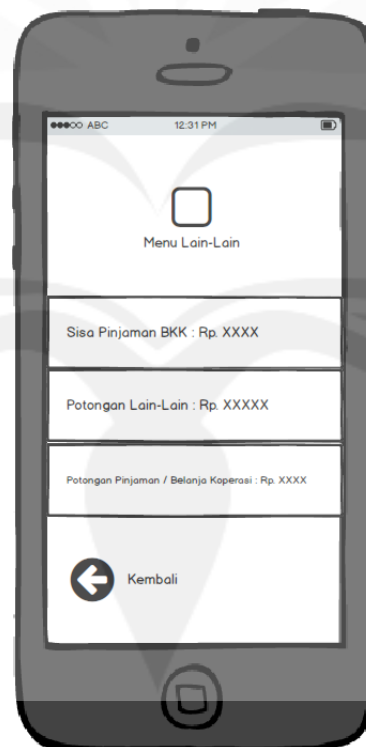 ABC 12:31 PM
Menu Lain-Lain
Sisa Pinjaman BKK : Rp. XXXX
Potongan Lain-Lain : Rp. XXXXX
Potongan Pinjaman / Belanja Koperasi : Rp. XXXX
Kembali